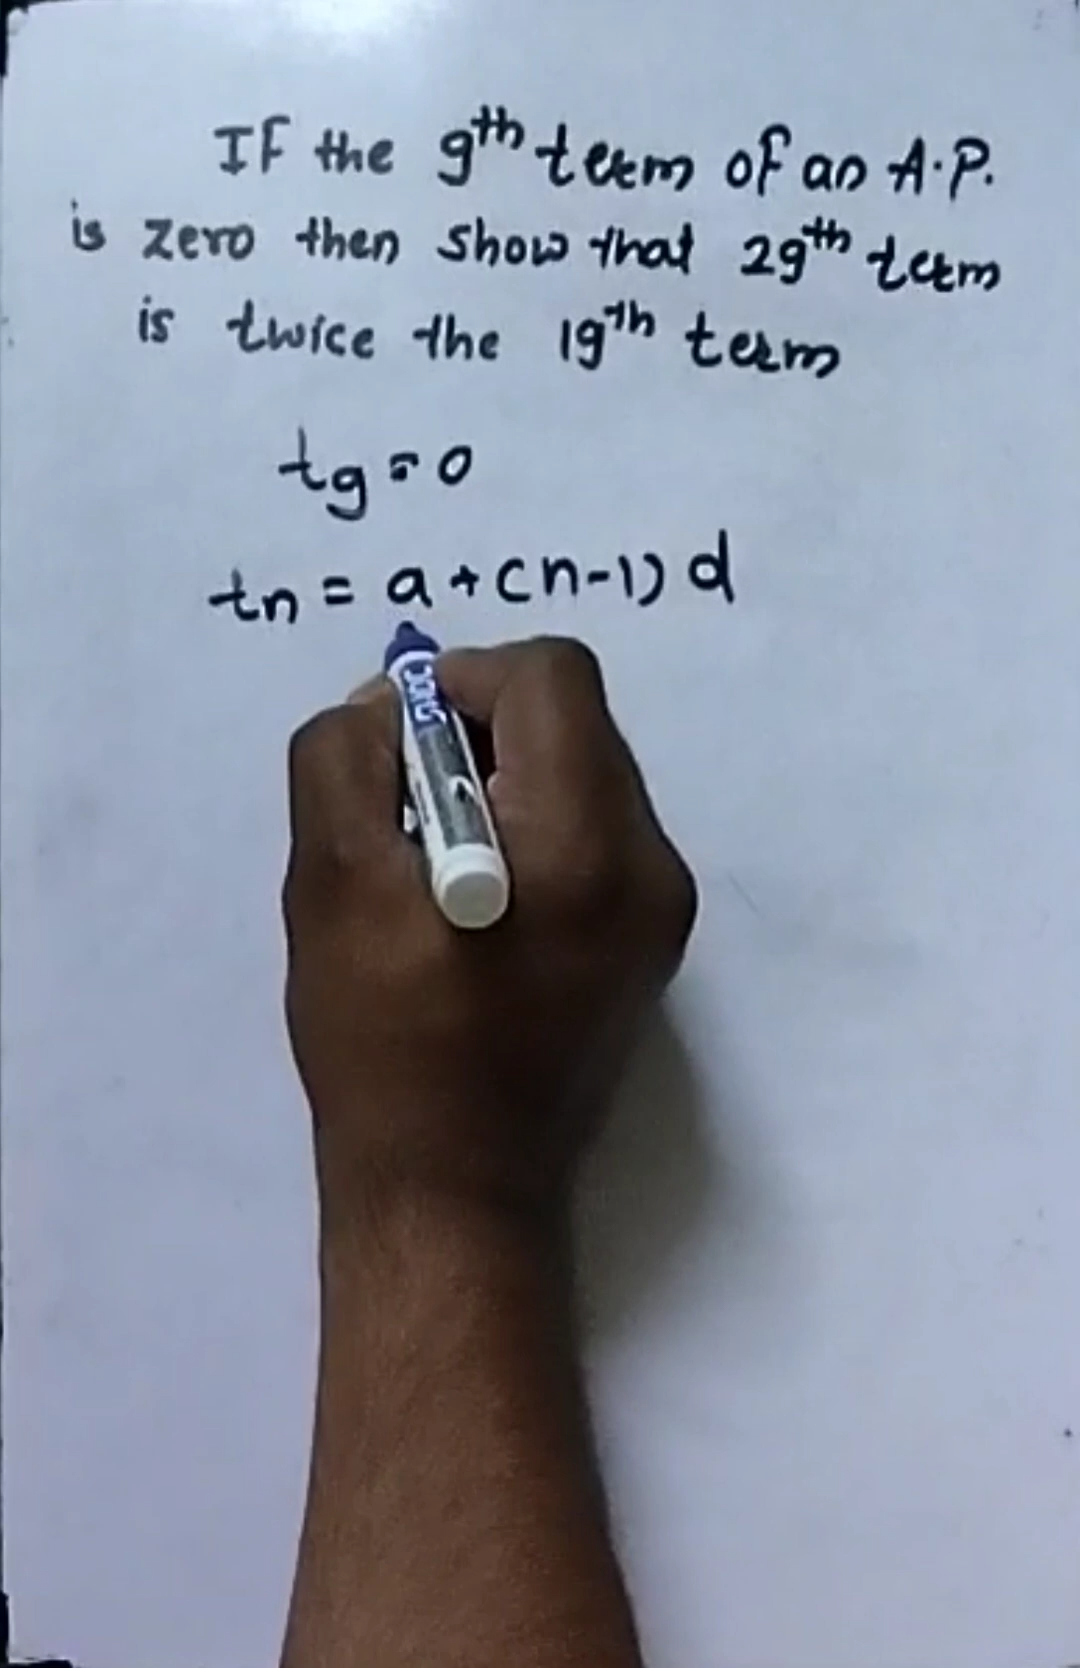 If the 9th term of an A.P.
is zero then show that 29th term
is twice the 19th term
t9 = 0
tn = a + (n-1) d